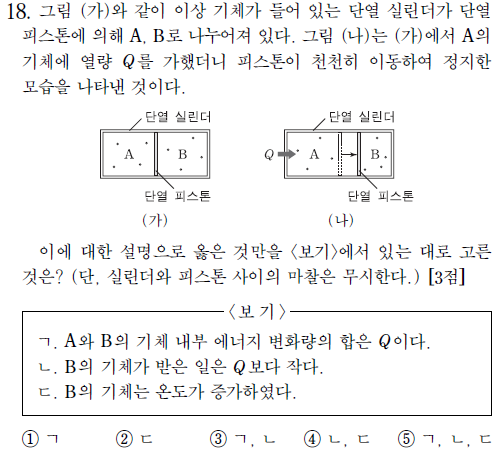 18. 그림 (가)와 같이 이상 기체가 들어 있는 단열 실린더가 단열
피스톤에 의해 A, B로 나누어져 있다. 그림 (나)는 (가)에서 A의
기체에 열량 Q를 가했더니 피스톤이 천천히 이동하여 정지한
모습을 나타낸 것이다.
단열 실린더
A
B
단열 피스톤
(가)
단열 실린더
Q
A
B
단열 피스톤
(나)
이에 대한 설명으로 옳은 것만을 〈보기〉에서 있는 대로 고른
것은? (단, 실린더와 피스톤 사이의 마찰은 무시한다.) [3점]
〈보 기〉
ㄱ. A와 B의 기체 내부 에너지 변화량의 합은 Q이다.
ㄴ. B의 기체가 받은 일은 Q보다 작다.
ㄷ. B의 기체는 온도가 증가하였다.
① ㄱ ② ㄷ ③ ㄱ, ㄴ ④ ㄴ, ㄷ ⑤ ㄱ, ㄴ, ㄷ